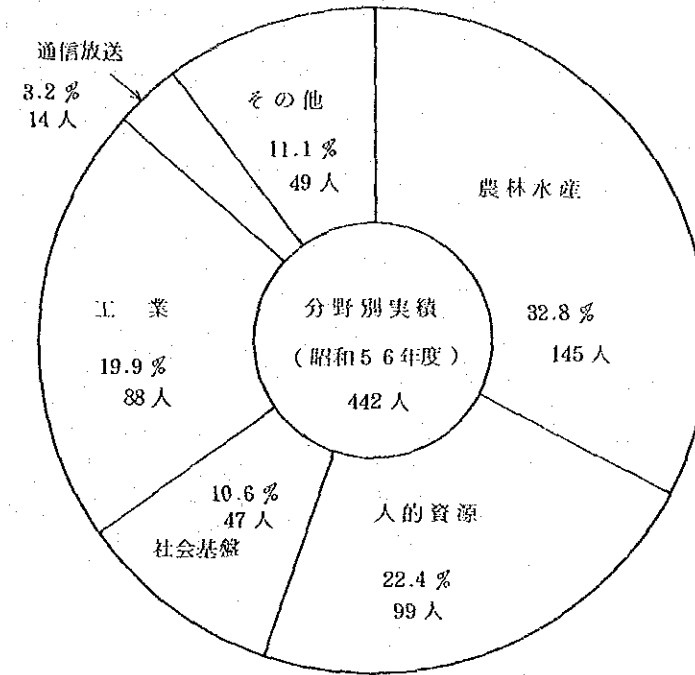 通信放送
3.2 %
14 人
その他
11.1 %
49 人
農林水産
32.8 %
145 人
工 業
19.9 %
88 人
分野別実績
(昭和56年度)
442 人
10.6 %
47 人
社会基盤
人的資源
22.4 %
99 人